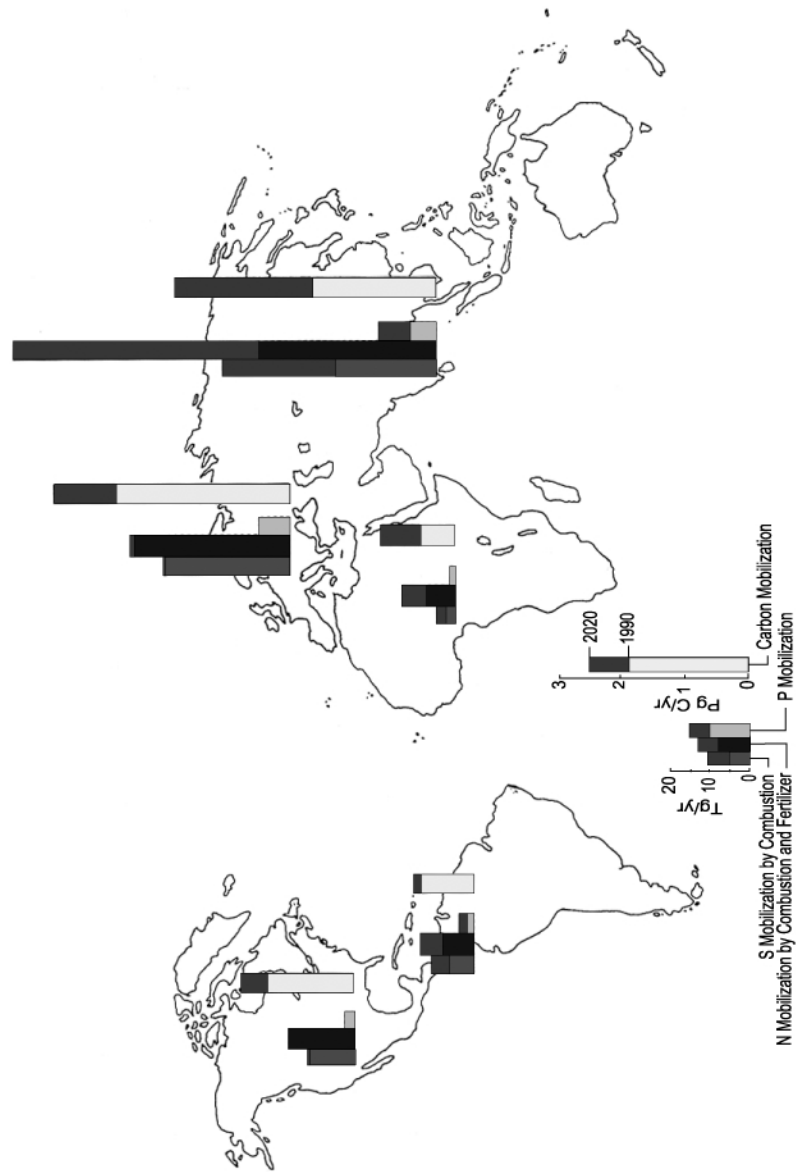 2020
1990
3
2
1
0
Pg C/yr
Carbon Mobilization
20
10
0
Tg/yr
P Mobilization
S Mobilization by Combustion
N Mobilization by Combustion and Fertilizer